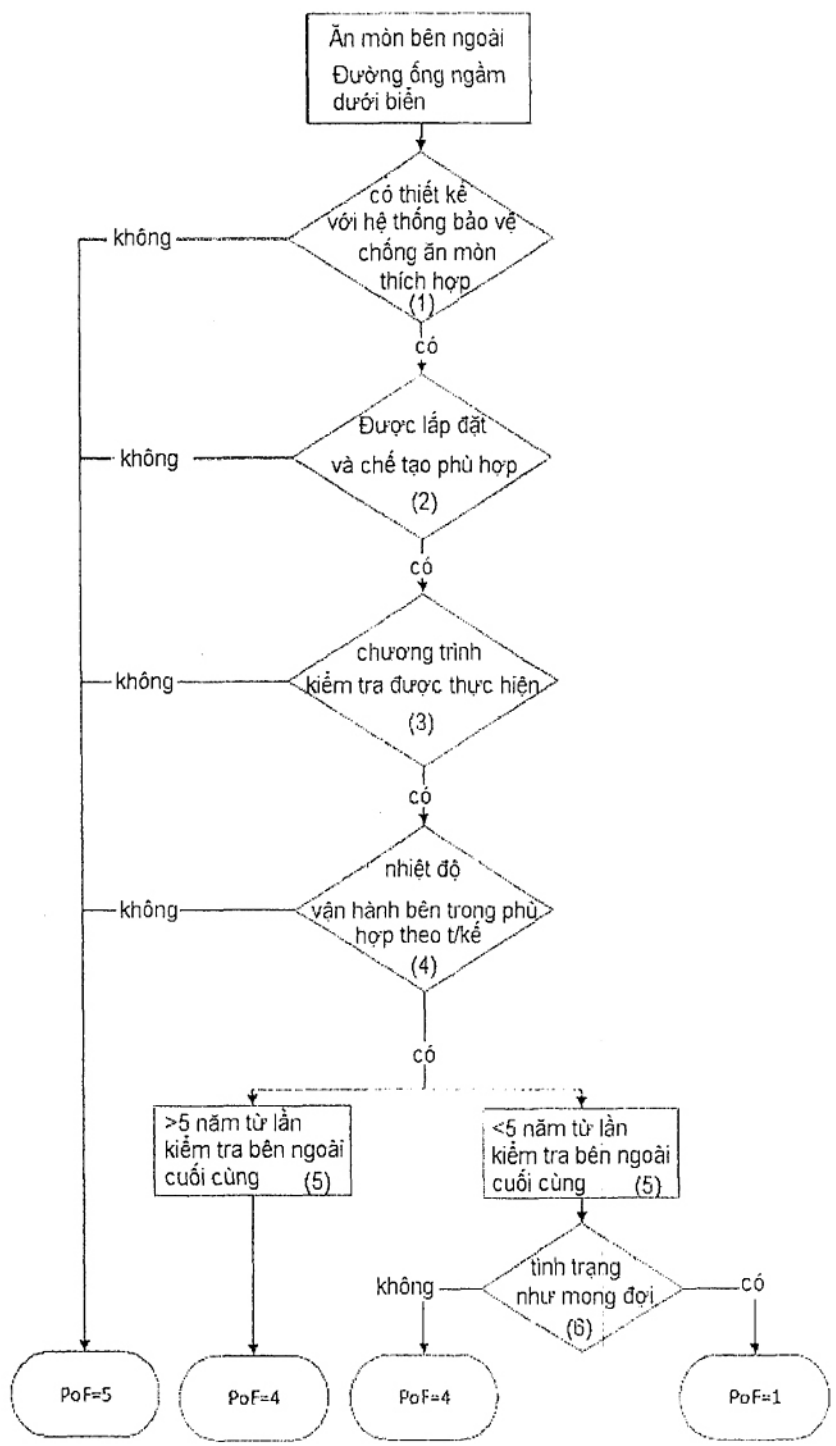 Ăn mòn bên ngoài
Đường ống ngầm
dưới biển
có thiết kế
với hệ thống bảo vệ
chống ăn mòn
thích hợp
(1)
không
có
Được lắp đặt
và chế tạo phù hợp
(2)
không
có
chương trình
kiểm tra được thực hiện
(3)
không
có
nhiệt độ
vận hành bên trong phù
hợp theo t/kế
(4)
không
có
>5 năm từ lần
kiểm tra bên ngoài
cuối cùng (5)
<5 năm từ lần
kiểm tra bên ngoài
cuối cùng (5)
tình trạng
như mong đợi
(6)
không
có
PoF=5
PoF=4
PoF=4
PoF=1